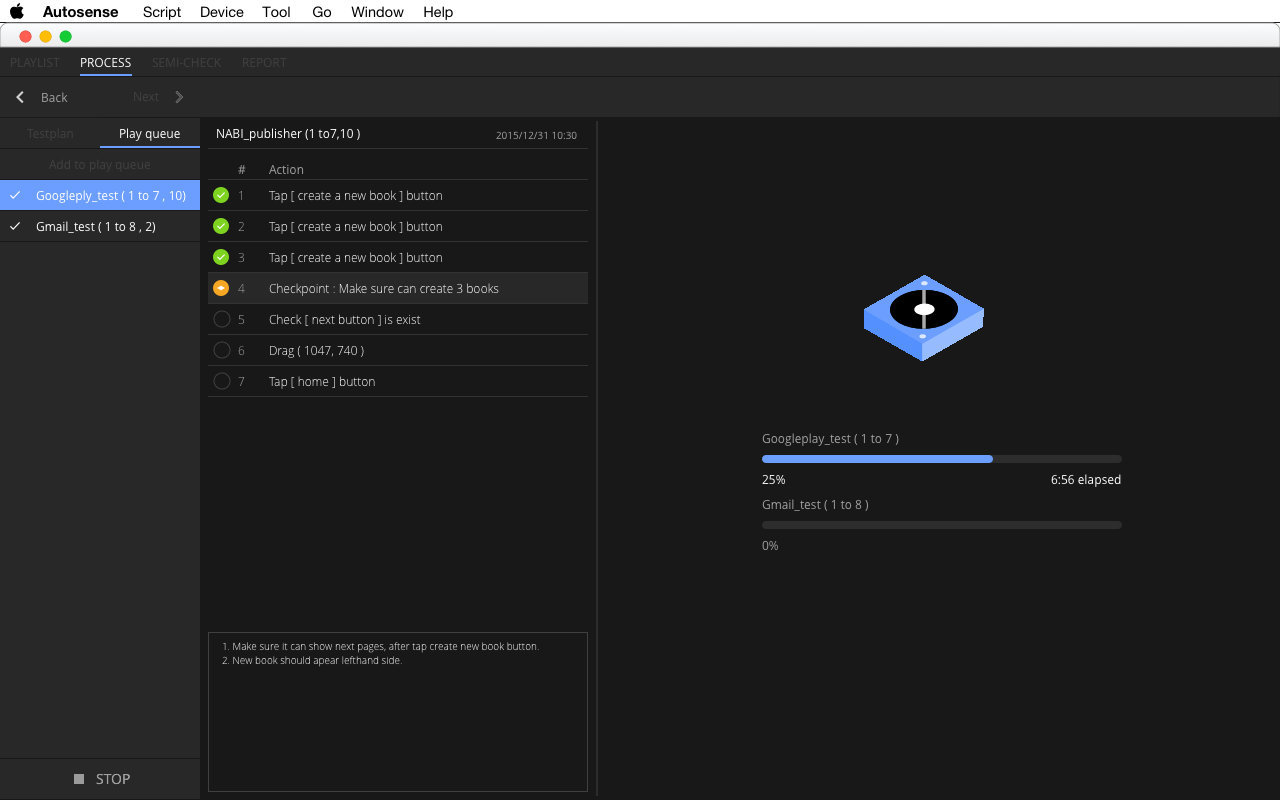 Autosense Script Device Tool Go Window Help
PLAYLIST PROCESS SEMI-CHECK REPORT
Back Next
Testplan Play queue
Add to play queue
Googleply_test ( 1 to 7 , 10)
Gmail_test ( 1 to 8 , 2)
STOP
NABI_publisher (1 to7,10 ) 2015/12/31 10:30
# Action
1 Tap [ create a new book ] button
2 Tap [ create a new book ] button
3 Tap [ create a new book ] button
4 Checkpoint : Make sure can create 3 books
5 Check [ next button ] is exist
6 Drag ( 1047, 740 )
7 Tap [ home ] button
1. Make sure it can show next pages, after tap create new book button.
2. New book should apear lefthand side.
Googleplay_test ( 1 to 7 )
25% 6:56 elapsed
Gmail_test ( 1 to 8 )
0%